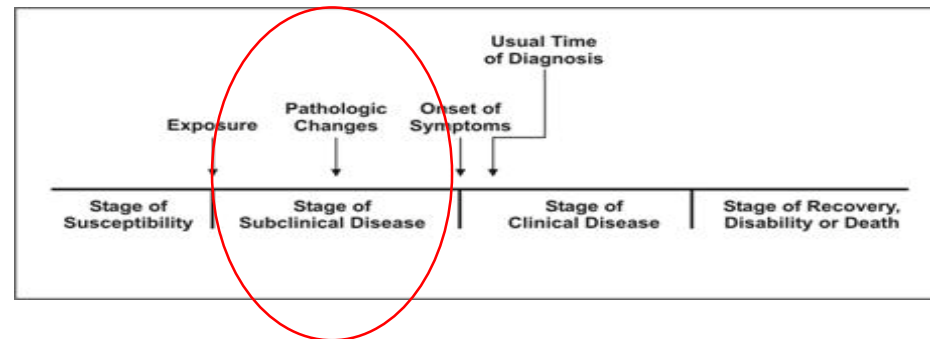 Usual Time
of Diagnosis
Exposure
Pathologic
Changes
Onset of
Symptoms
Stage of
Susceptibility
Stage of
Subclinical Disease
Stage of
Clinical Disease
Stage of Recovery,
Disability or Death